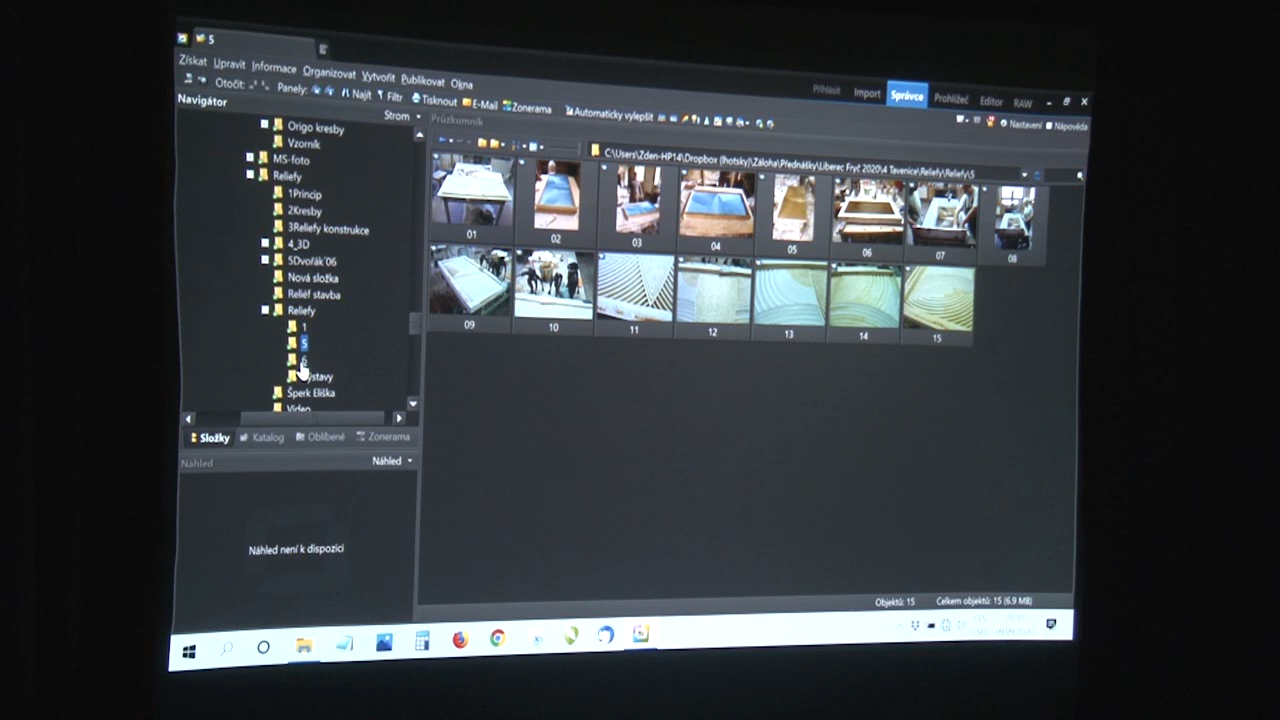 5
Získat Upravit Informace Organizovat Vytvořit Publikovat Okna
Přihlásit Import Správce Prohlížeč Editor RAW
Otočit: Panely: Najít Filtr Tisknout E-Mail Zonerama Automaticky vylepšit Nastavení Nápověda
Navigátor
Strom
Průzkumník
C:\Users\Zden-HP14\Dropbox (lhotsky)\Záloha\Přednášky\Liberec Fryč 2020\4 Tavenice\Reliefy\Reliefy\5
Origo kresby
Vzorník
MS-foto
Reliefy
1Princip
2Kresby
3Reliefy konstrukce
4_3D
5Dvořák´06
Nová složka
Reliéf stavba
Reliefy
1
5
6
Šperk Eliška
Video
01 02 03 04 05 06 07 08
09 10 11 12 13 14 15
Složky Katalog Oblíbené Zonerama
Náhled Náhled
Náhled není k dispozici
Objektů: 15 Celkem objektů: 15 (6.9 MB)